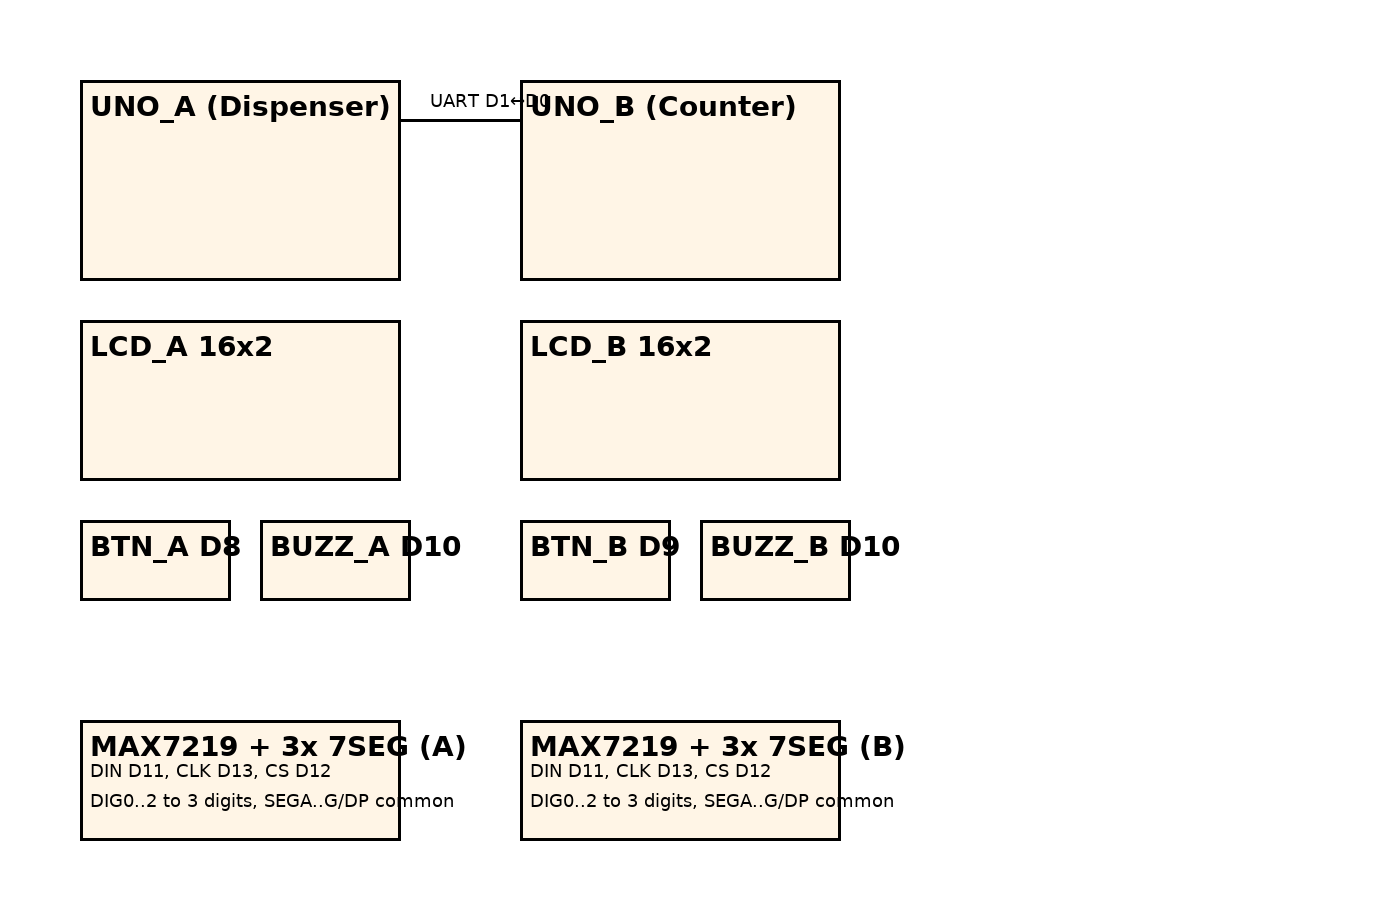 UNO_A (Dispenser)
UART D1↔D0
UNO_B (Counter)
LCD_A 16x2
LCD_B 16x2
BTN_A D8
BUZZ_A D10
BTN_B D9
BUZZ_B D10
MAX7219 + 3x 7SEG (A)
DIN D11, CLK D13, CS D12
DIG0..2 to 3 digits, SEGA..G/DP common
MAX7219 + 3x 7SEG (B)
DIN D11, CLK D13, CS D12
DIG0..2 to 3 digits, SEGA..G/DP common